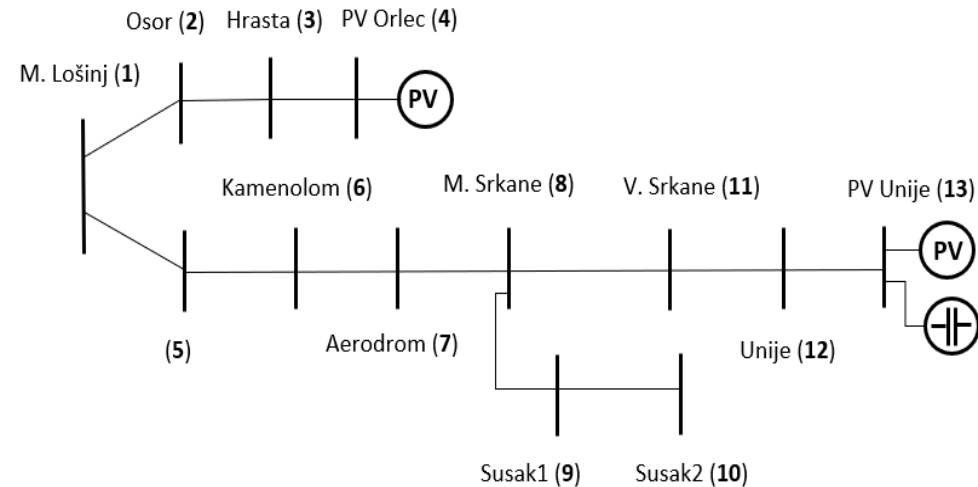 Osor (2)
Hrasta (3)
PV Orlec (4)
M. Lošinj (1)
PV
Kamenolom (6)
M. Srkane (8)
V. Srkane (11)
PV Unije (13)
PV
(5)
Aerodrom (7)
Unije (12)
Susak1 (9)
Susak2 (10)